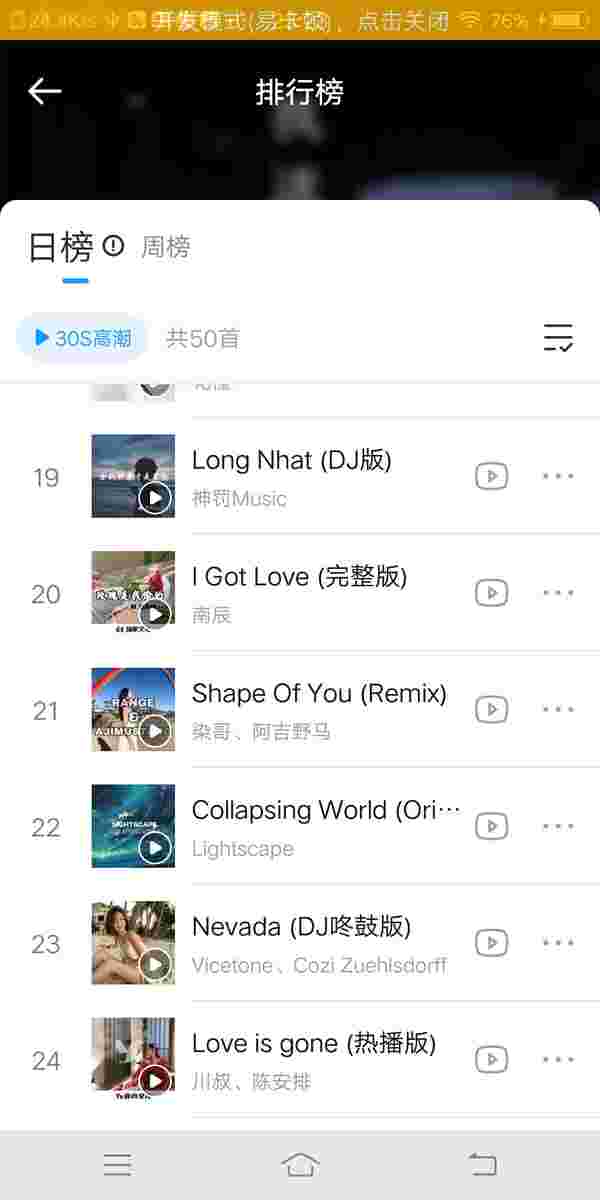 24.4K/s 开发模式(易卡顿)，点击关闭 76%
排行榜
日榜 周榜
30S高潮 共50首
19
Long Nhat (DJ版)
神罚Music
20
I Got Love (完整版)
南辰
21
Shape Of You (Remix)
染哥、阿吉野马
22
Collapsing World (Ori…
Lightscape
23
Nevada (DJ咚鼓版)
Vicetone、Cozi Zuehlsdorff
24
Love is gone (热播版)
川叔、陈安排